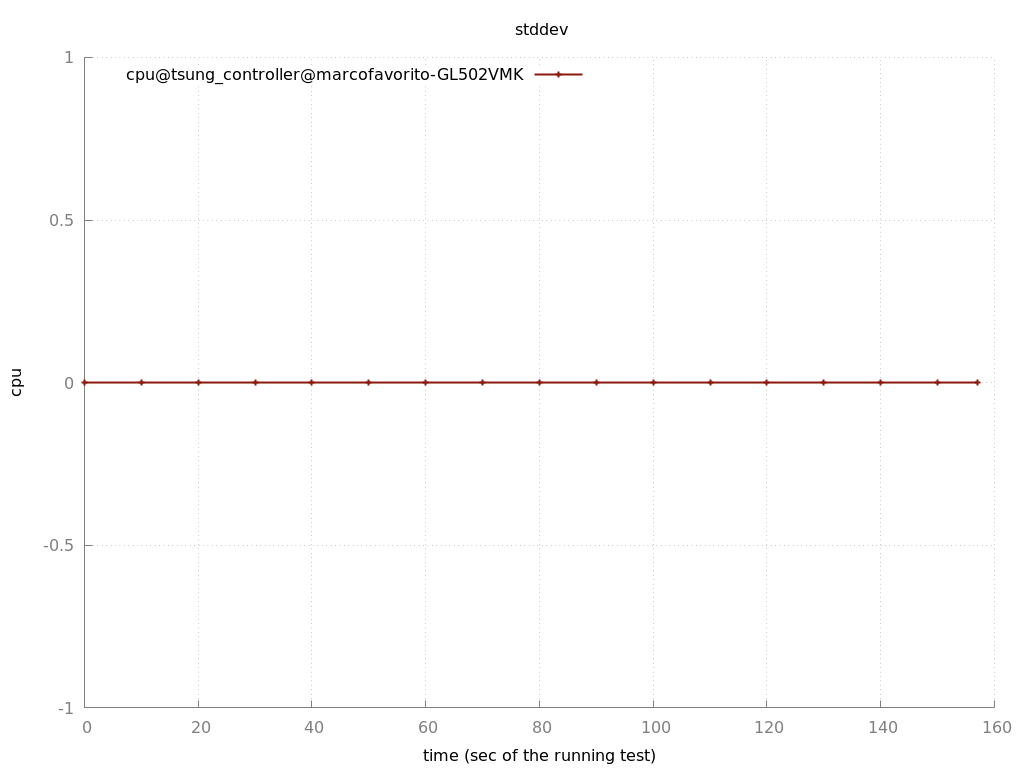 stddev
cpu@tsung_controller@marcofavorito-GL502VMK
1
0.5
0
-0.5
-1
cpu
0 20 40 60 80 100 120 140 160
time (sec of the running test)